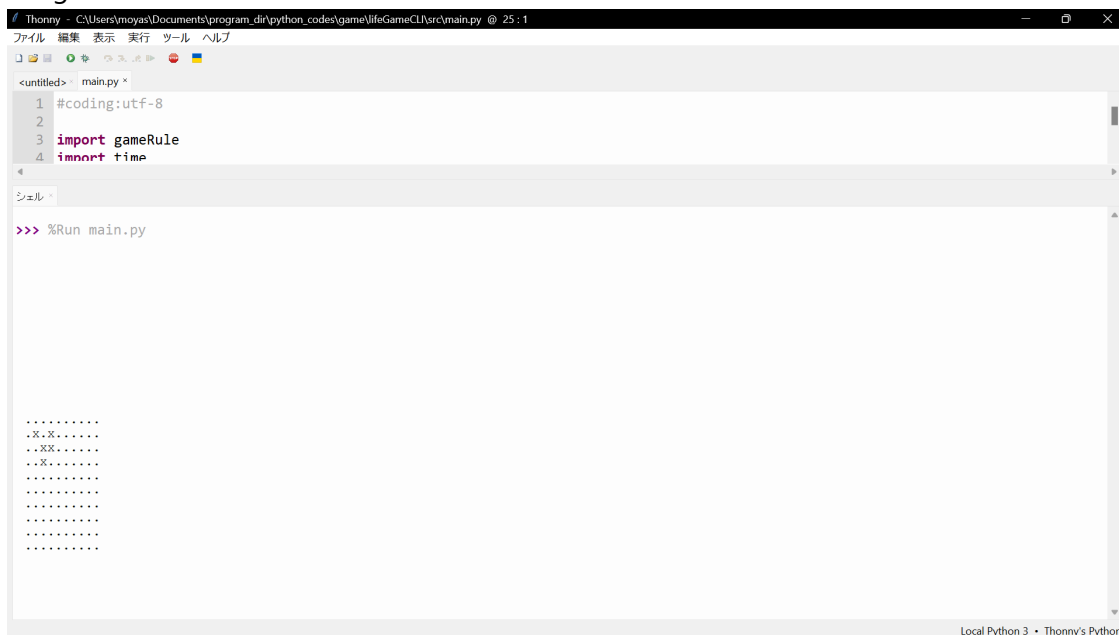 Thonny - C:\Users\moyas\Documents\program_dir\python_codes\game\lifeGameCLI\src\main.py @ 25 : 1
ファイル 編集 表示 実行 ツール ヘルプ
<untitled> × main.py ×
1 #coding:utf-8
2
3 import gameRule
4 import time
シェル ×
>>> %Run main.py
..........
.x.x......
..xx......
..x.......
..........
..........
..........
..........
..........
..........
Local Python 3 • Thonny's Python